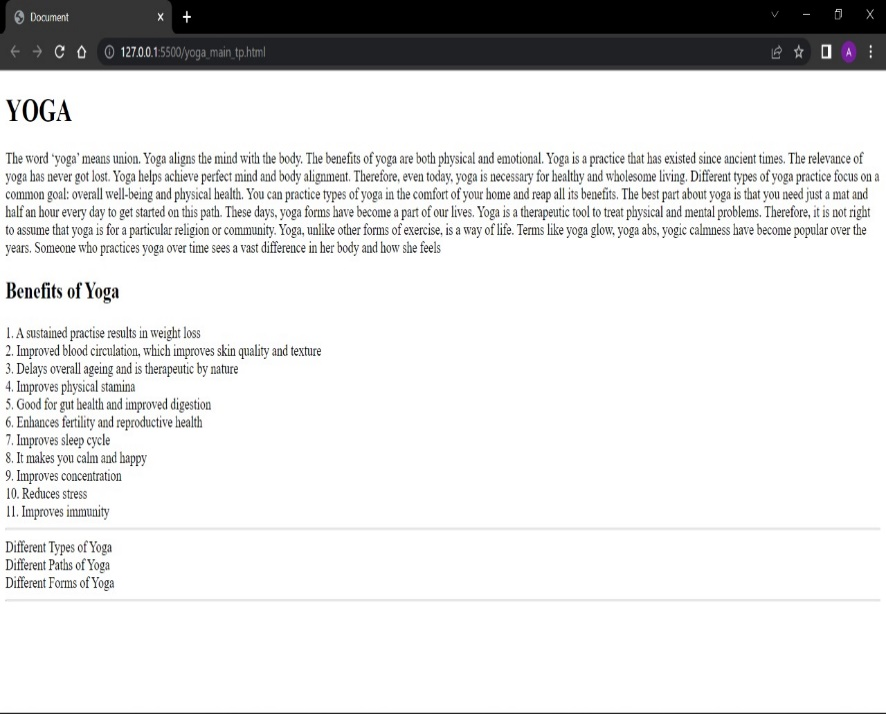 Document
127.0.0.1:5500/yoga_main_tp.html
A
YOGA
The word 'yoga' means union. Yoga aligns the mind with the body. The benefits of yoga are both physical and emotional. Yoga is a practice that has existed since ancient times. The relevance of
yoga has never got lost. Yoga helps achieve perfect mind and body alignment. Therefore, even today, yoga is necessary for healthy and wholesome living. Different types of yoga practice focus on a
common goal: overall well-being and physical health. You can practice types of yoga in the comfort of your home and reap all its benefits. The best part about yoga is that you need just a mat and
half an hour every day to get started on this path. These days, yoga forms have become a part of our lives. Yoga is a therapeutic tool to treat physical and mental problems. Therefore, it is not right
to assume that yoga is for a particular religion or community. Yoga, unlike other forms of exercise, is a way of life. Terms like yoga glow, yoga abs, yogic calmness have become popular over the
years. Someone who practices yoga over time sees a vast difference in her body and how she feels
Benefits of Yoga
1. A sustained practise results in weight loss
2. Improved blood circulation, which improves skin quality and texture
3. Delays overall ageing and is therapeutic by nature
4. Improves physical stamina
5. Good for gut health and improved digestion
6. Enhances fertility and reproductive health
7. Improves sleep cycle
8. It makes you calm and happy
9. Improves concentration
10. Reduces stress
11. Improves immunity
Different Types of Yoga
Different Paths of Yoga
Different Forms of Yoga